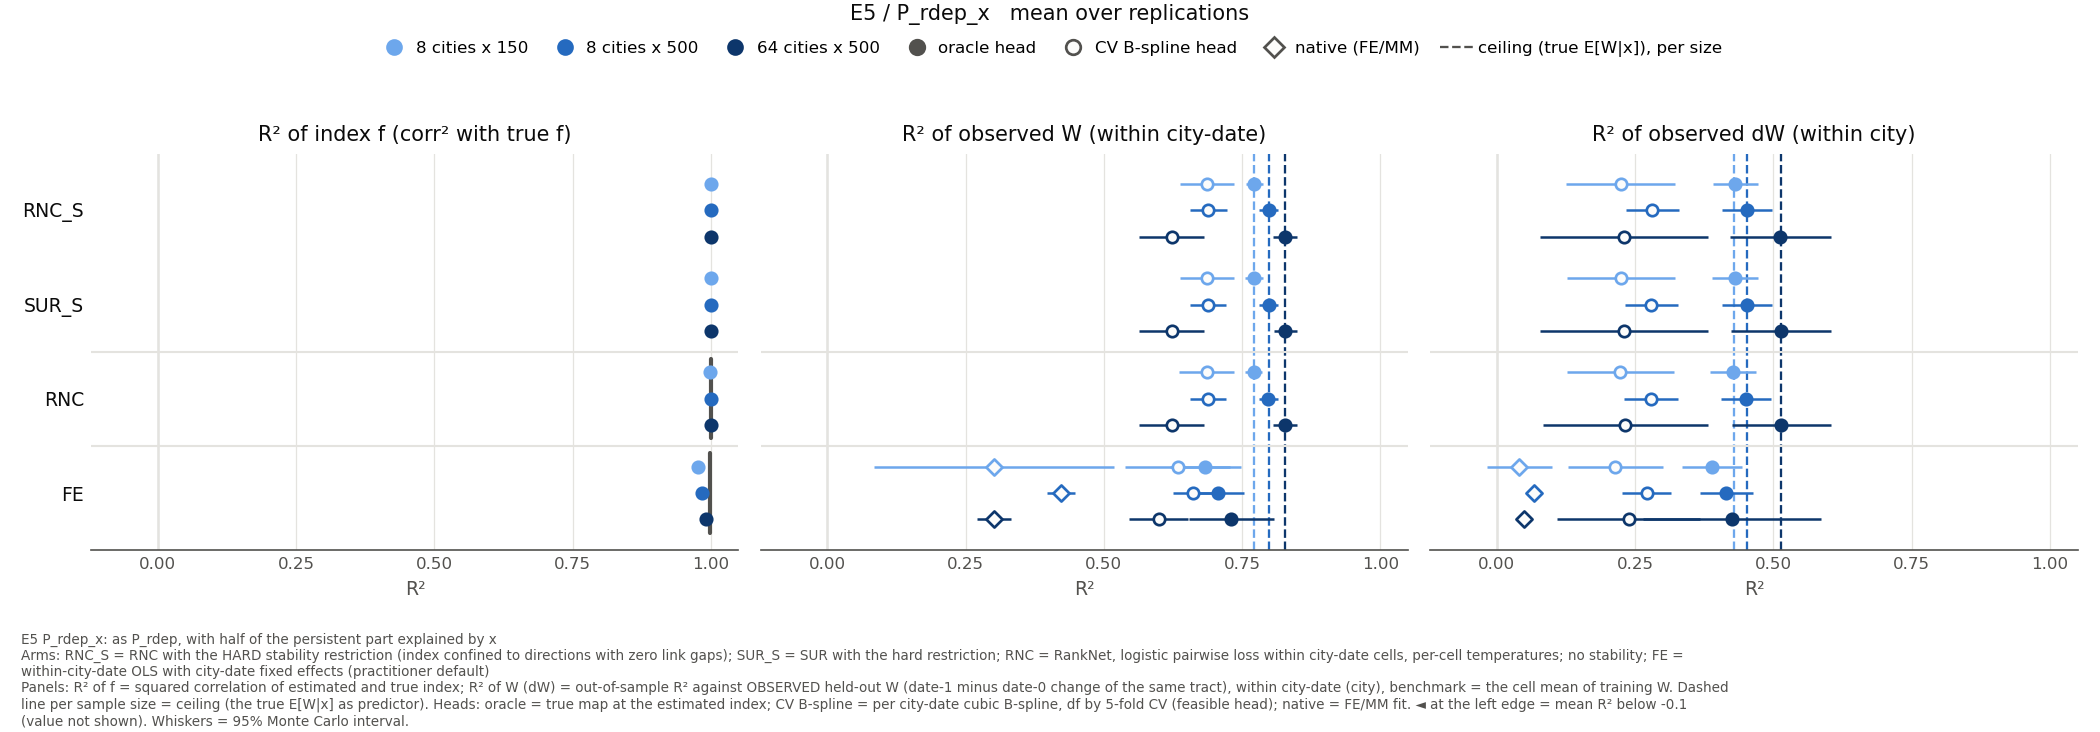 E5 / P_rdep_x   mean over replications
8 cities x 150
8 cities x 500
64 cities x 500
oracle head
CV B-spline head
native (FE/MM)
ceiling (true E[W|x]), per size
R² of index f (corr² with true f)
R² of observed W (within city-date)
R² of observed dW (within city)
RNC_S
SUR_S
RNC
FE
0.00 0.25 0.50 0.75 1.00
0.00 0.25 0.50 0.75 1.00
0.00 0.25 0.50 0.75 1.00
R²
R²
R²
E5 P_rdep_x: as P_rdep, with half of the persistent part explained by x
Arms: RNC_S = RNC with the HARD stability restriction (index confined to directions with zero link gaps); SUR_S = SUR with the hard restriction; RNC = RankNet, logistic pairwise loss within city-date cells, per-cell temperatures; no stability; FE =
within-city-date OLS with city-date fixed effects (practitioner default)
Panels: R² of f = squared correlation of estimated and true index; R² of W (dW) = out-of-sample R² against OBSERVED held-out W (date-1 minus date-0 change of the same tract), within city-date (city), benchmark = the cell mean of training W. Dashed
line per sample size = ceiling (the true E[W|x] as predictor). Heads: oracle = true map at the estimated index; CV B-spline = per city-date cubic B-spline, df by 5-fold CV (feasible head); native = FE/MM fit. ◄ at the left edge = mean R² below -0.1
(value not shown). Whiskers = 95% Monte Carlo interval.